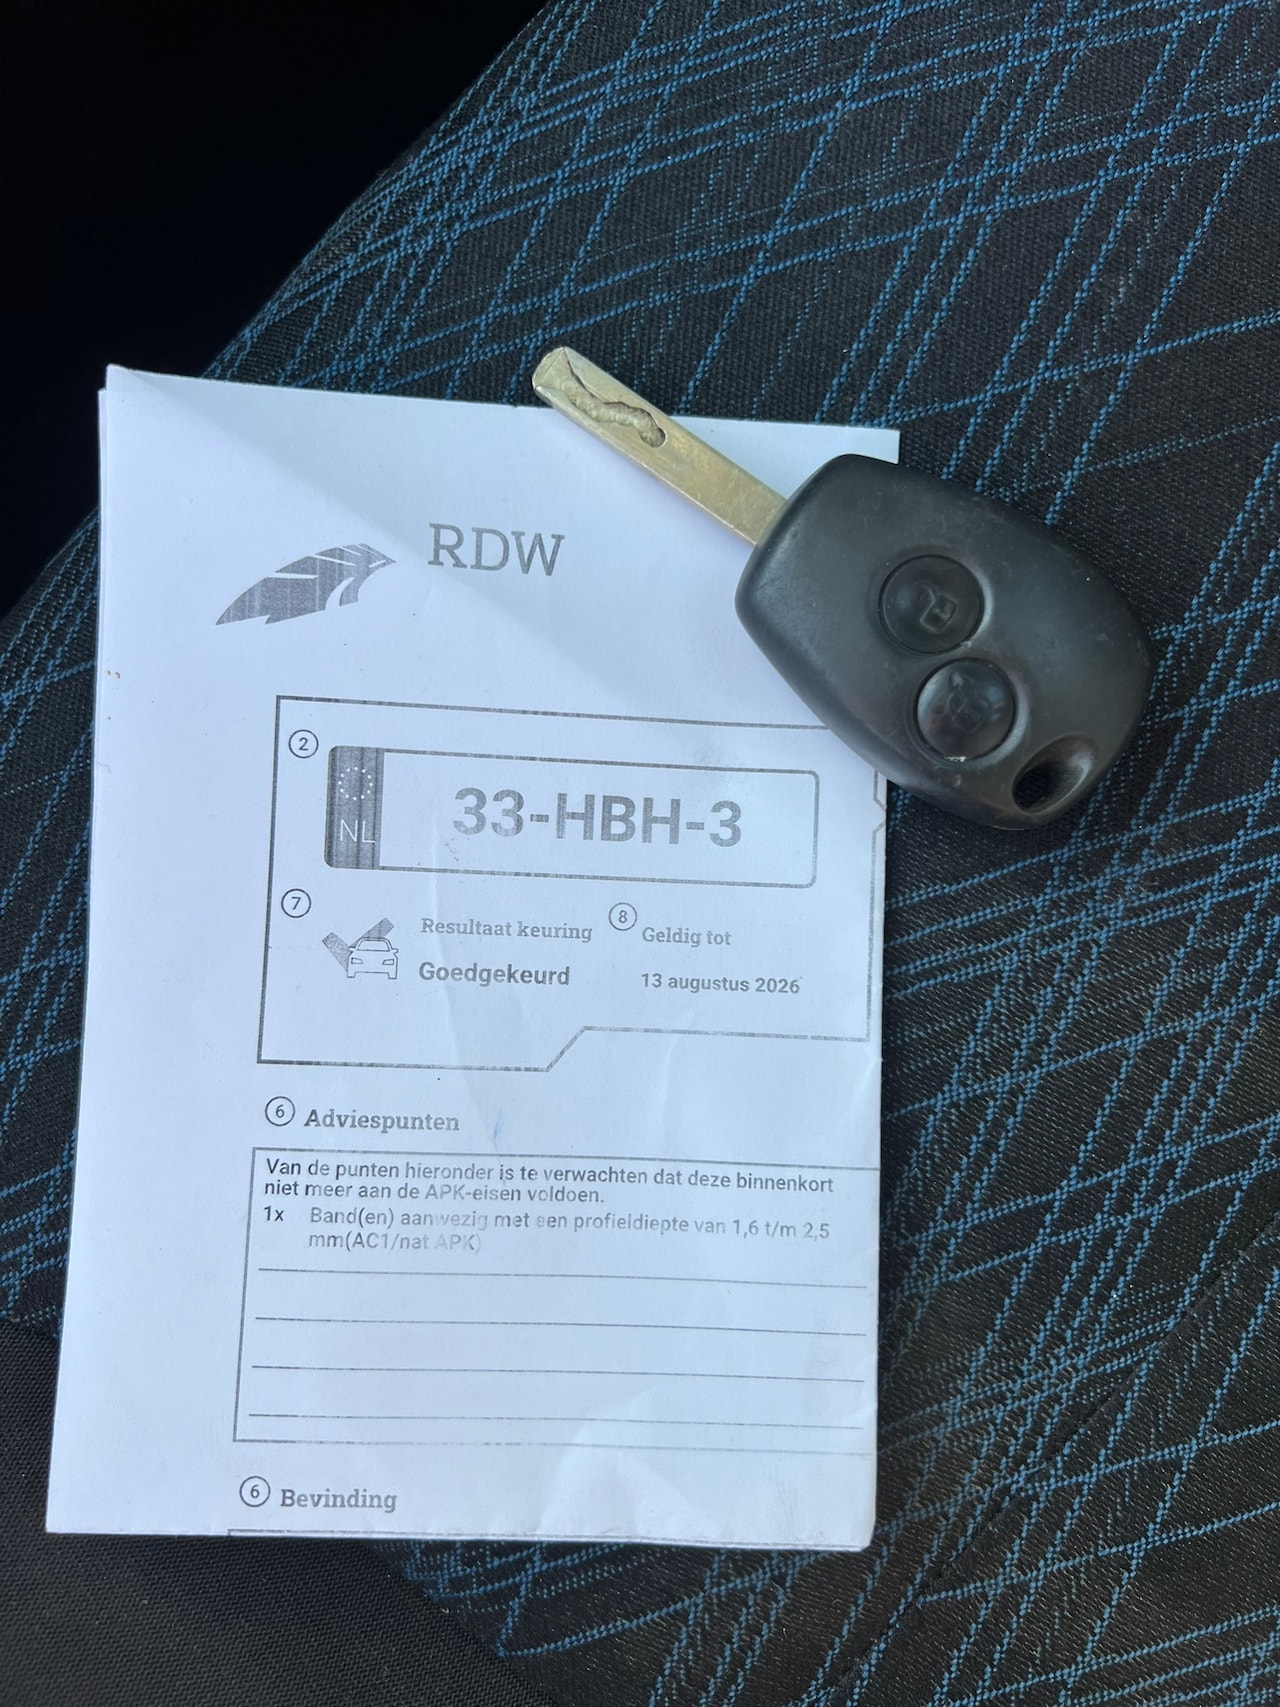 RDW
2
NL
33-HBH-3
7
Resultaat keuring
8
Geldig tot
Goedgekeurd
13 augustus 2026
6 Adviespunten
Van de punten hieronder is te verwachten dat deze binnenkort
niet meer aan de APK-eisen voldoen.
1x Band(en) aanwezig met een profieldiepte van 1,6 t/m 2,5
mm(AC1/nat APK)
6 Bevinding